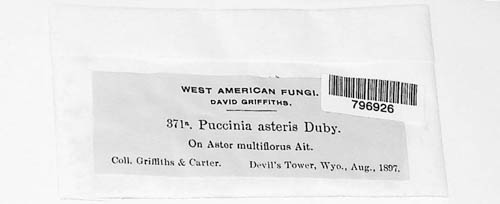 WEST AMERICAN FUNGI.
DAVID GRIFFITHS.
796926
371a. Puccinia asteris Duby.
On Aster multiflorus Ait.
Coll. Griffiths & Carter. Devil's Tower, Wyo., Aug., 1897.